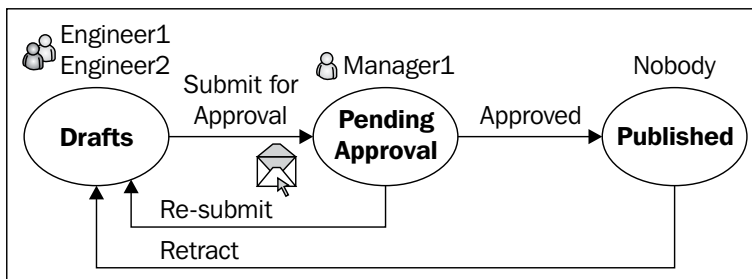 Engineer1
Engineer2
Manager1
Nobody
Submit for
Approval
Drafts
Pending
Approval
Approved
Published
Re-submit
Retract